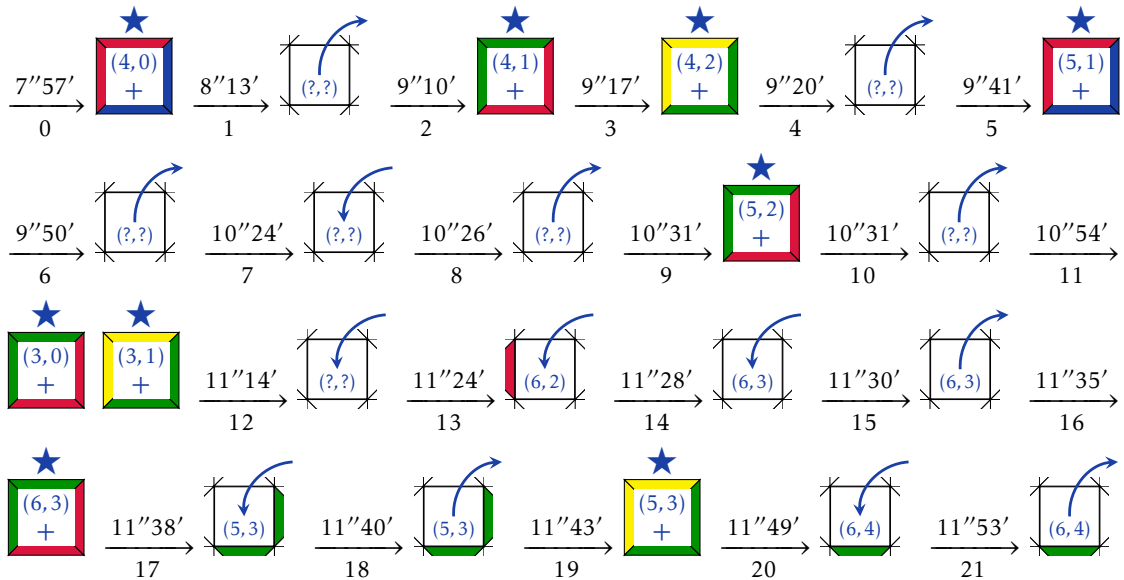 7″57′ 8″13′ 9″10′ 9″17′ 9″20′ 9″41′
(4,0) (?,?) (4,1) (4,2) (?,?) (5,1)
+ + + +
0 1 2 3 4 5
9″50′ 10″24′ 10″26′ 10″31′ 10″31′ 10″54′
(?,?) (?,?) (?,?) (5,2) (?,?)
+
6 7 8 9 10 11
(3,0) (3,1) (?,?) (6,2) (6,3) (6,3)
+ +
11″14′ 11″24′ 11″28′ 11″30′ 11″35′
12 13 14 15 16
(6,3) (5,3) (5,3) (5,3) (6,4) (6,4)
+ +
11″38′ 11″40′ 11″43′ 11″49′ 11″53′
17 18 19 20 21